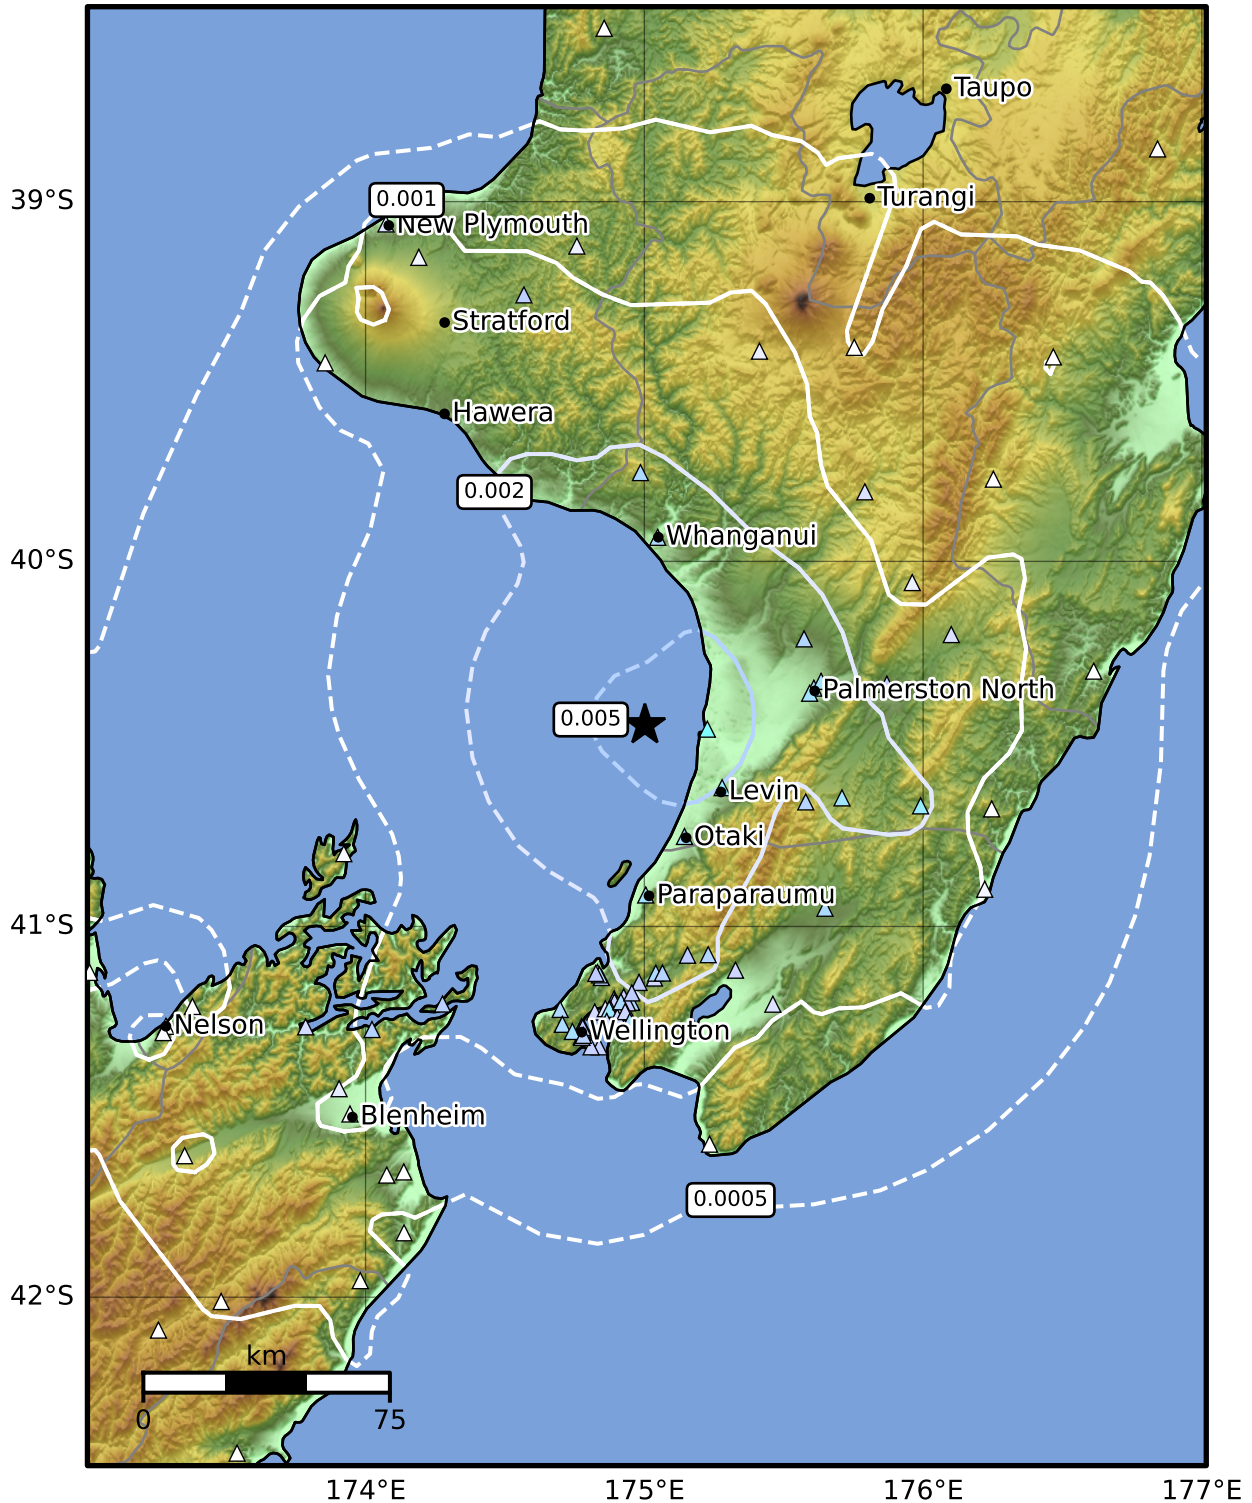 Taupo
39°S
0.001
Turangi
New Plymouth
Stratford
Hawera
0.002
Whanganui
40°S
Palmerston North
0.005
Levin
Otaki
Paraparaumu
41°S
Nelson
Wellington
Blenheim
0.0005
42°S
km
0
75
174°E
175°E
176°E
177°E